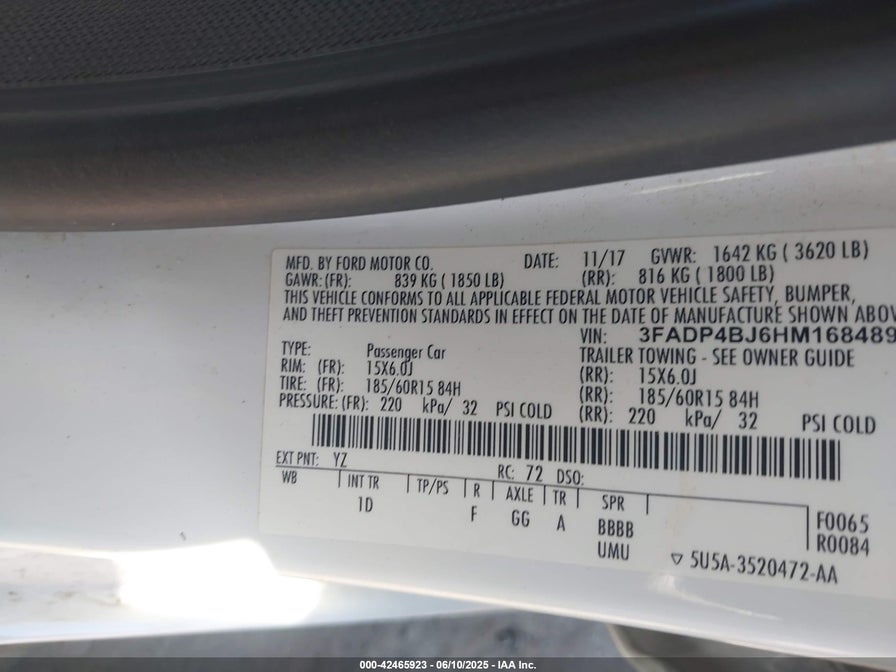 MFD. BY FORD MOTOR CO. DATE: 11/17 GVWR: 1642 KG ( 3620 LB)
GAWR: (FR): 839 KG ( 1850 LB) (RR): 816 KG ( 1800 LB)
THIS VEHICLE CONFORMS TO ALL APPLICABLE FEDERAL MOTOR VEHICLE SAFETY, BUMPER,
AND THEFT PREVENTION STANDARDS IN EFFECT ON THE DATE OF MANUFACTURE SHOWN
VIN: 3FADP4BJ6HM168489
TYPE: Passenger Car TRAILER TOWING - SEE OWNER GUIDE
RIM: (FR): 15X6.0J (RR): 15X6.0J
TIRE: (FR): 185/60R15 84H (RR): 185/60R15 84H
PRESSURE: (FR): 220 kPa/ 32 PSI COLD (RR): 220 kPa/ 32 PSI COLD
EXT PNT: YZ RC: 72 DSO:
WB INT TR TP/PS R AXLE TR SPR
1D F GG A BBBB F0065
UMU R0084
▽ 5U5A-3520472-AA
000-42465923 - 06/10/2025 - IAA Inc.